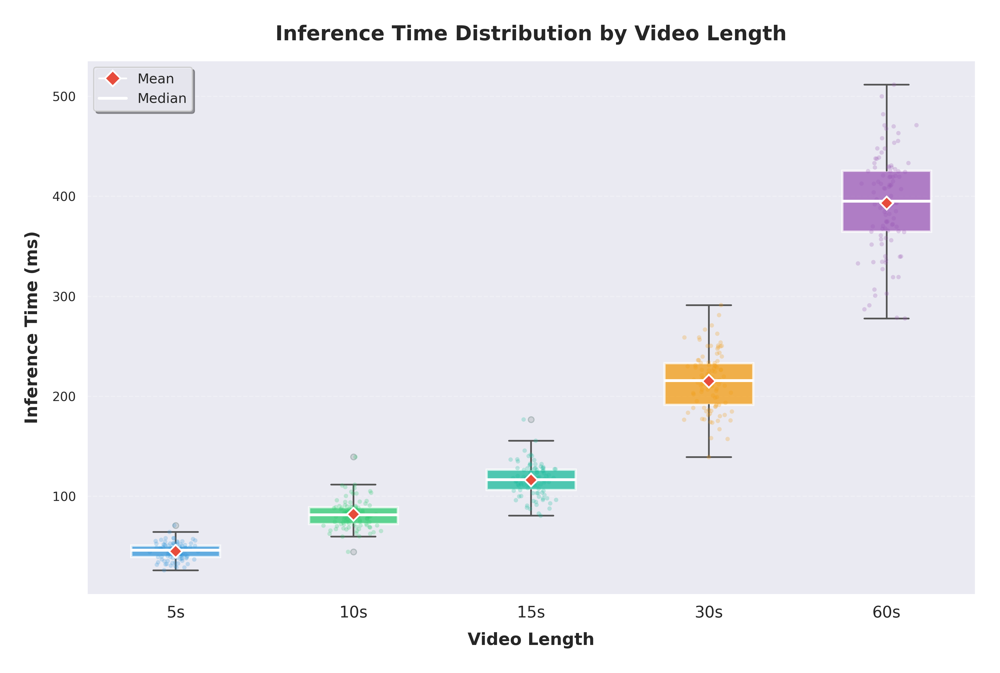 Inference Time Distribution by Video Length
Mean
Median
Inference Time (ms)
500
400
300
200
100
5s
10s
15s
30s
60s
Video Length